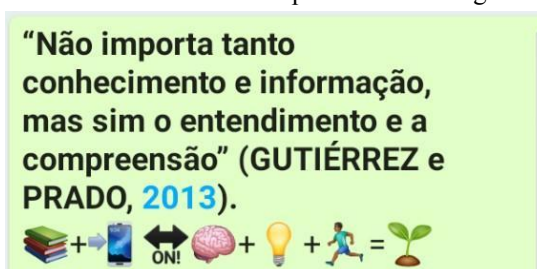 “Não importa tanto
conhecimento e informação,
mas sim o entendimento e a
compreensão” (GUTIÉRREZ e
PRADO, 2013).
📚+➡📱 ↔ON! 🧠+ 💡 +🏃🏽‍♂️=🌱